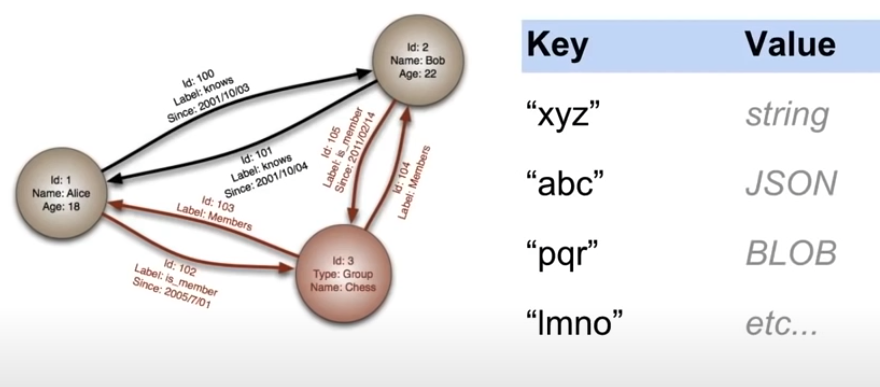 Id: 100
Label: knows
Since: 2001/10/03
Id: 2
Name: Bob
Age: 22
Id: 101
Label: knows
Since: 2001/10/04
Id: 105
Label: is_member
Since: 2011/02/14
Id: 104
Label: Members
Id: 1
Name: Alice
Age: 18
Id: 103
Label: Members
Id: 102
Label: is_member
Since: 2005/7/01
Id: 3
Type: Group
Name: Chess
Key Value
“xyz” string
“abc” JSON
“pqr” BLOB
“lmno” etc...